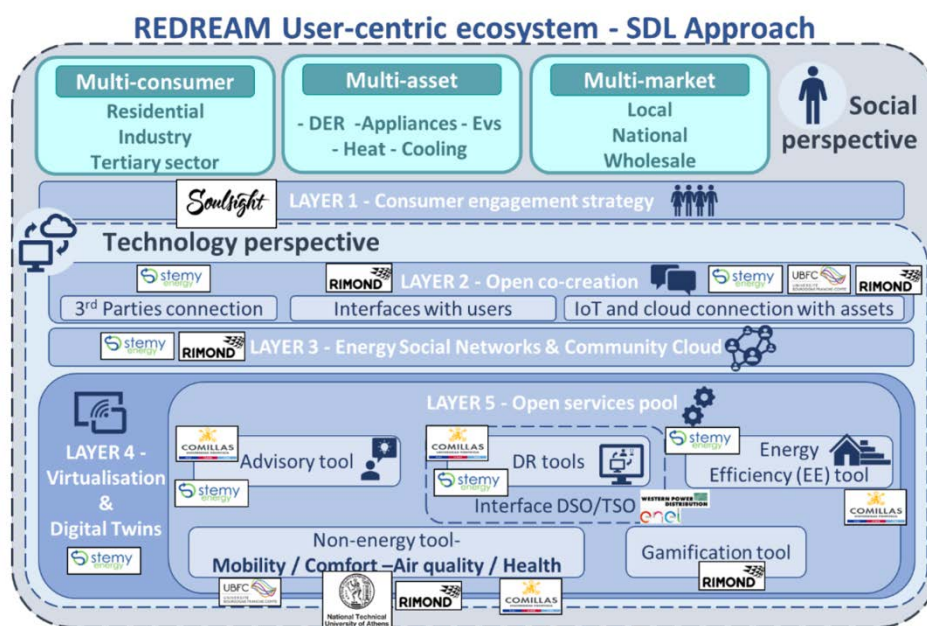 REDREAM User-centric ecosystem - SDL Approach
Multi-consumer
Residential
Industry
Tertiary sector
Multi-asset
- DER -Appliances - Evs
- Heat - Cooling
Multi-market
Local
National
Wholesale
Social
perspective
Soulsight
LAYER 1 - Consumer engagement strategy
Technology perspective
stemy
energy
RIMOND
LAYER 2 - Open co-creation
stemy
energy
UBFC
UNIVERSITÉ
RIMOND
3rd Parties connection
Interfaces with users
IoT and cloud connection with assets
stemy
energy
RIMOND
LAYER 3 - Energy Social Networks & Community Cloud
LAYER 4 -
Virtualisation
&
Digital Twins
stemy
energy
LAYER 5 - Open services pool
COMILLAS
stemy
energy
Advisory tool
COMILLAS
stemy
energy
DR tools
Interface DSO/TSO
WESTERN POWER
DISTRIBUTION
enel
stemy
energy
Energy
Efficiency (EE) tool
COMILLAS
Non-energy tool-
Mobility / Comfort –Air quality / Health
UBFC
UNIVERSITÉ
National Technical
University of Athens
RIMOND
COMILLAS
Gamification tool
RIMOND